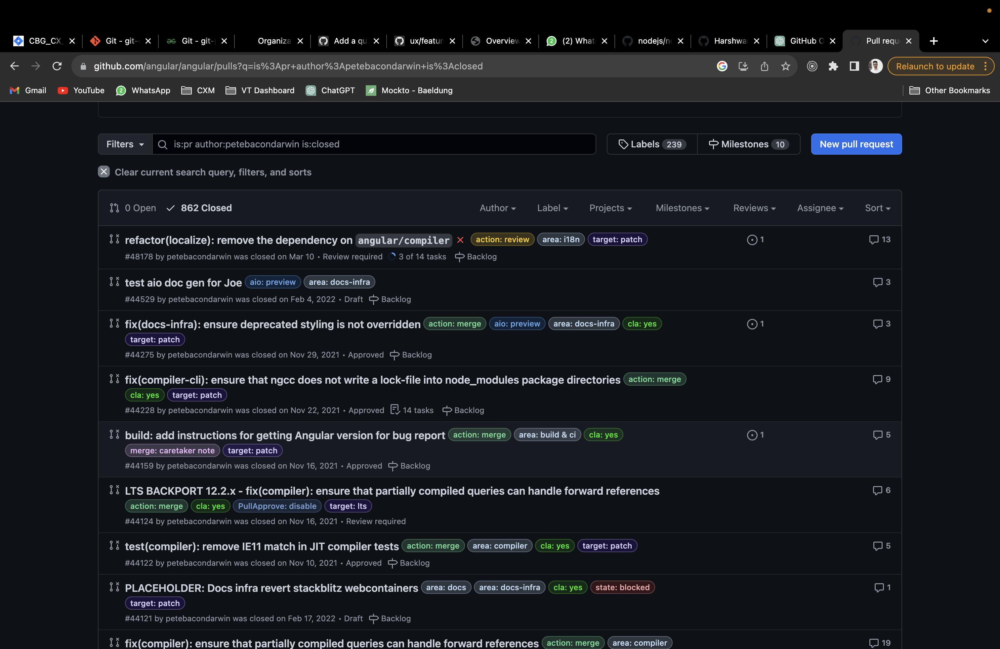 CBG_CX_ Git - git- Git - git- Organiza Add a qu ux/featur Overview (2) What nodejs/n Harshwa GitHub Pull requ
github.com/angular/angular/pulls?q=is%3Apr+author%3Apetebacondarwin+is%3Aclosed Relaunch to update
Gmail YouTube 2 WhatsApp CXM VT Dashboard ChatGPT Mockto - Baeldung Other Bookmarks
Filters is:pr author:petebacondarwin is:closed Labels 239 Milestones 10 New pull request
Clear current search query, filters, and sorts
0 Open 862 Closed Author Label Projects Milestones Reviews Assignee Sort
refactor(localize): remove the dependency on angular/compiler action: review area: i18n target: patch 1 13
#48178 by petebacondarwin was closed on Mar 10 • Review required 3 of 14 tasks Backlog
test aio doc gen for Joe aio: preview area: docs-infra 3
#44529 by petebacondarwin was closed on Feb 4, 2022 • Draft Backlog
fix(docs-infra): ensure deprecated styling is not overridden action: merge aio: preview area: docs-infra cla: yes 1 3
target: patch
#44275 by petebacondarwin was closed on Nov 29, 2021 • Approved Backlog
fix(compiler-cli): ensure that ngcc does not write a lock-file into node_modules package directories action: merge 9
cla: yes target: patch
#44228 by petebacondarwin was closed on Nov 22, 2021 • Approved 14 tasks Backlog
build: add instructions for getting Angular version for bug report action: merge area: build & ci cla: yes 1 5
merge: caretaker note target: patch
#44159 by petebacondarwin was closed on Nov 16, 2021 • Approved Backlog
LTS BACKPORT 12.2.x - fix(compiler): ensure that partially compiled queries can handle forward references 6
action: merge cla: yes PullApprove: disable target: lts
#44124 by petebacondarwin was closed on Nov 16, 2021 • Review required
test(compiler): remove IE11 match in JIT compiler tests action: merge area: compiler cla: yes target: patch 5
#44122 by petebacondarwin was closed on Nov 10, 2021 • Approved Backlog
PLACEHOLDER: Docs infra revert stackblitz webcontainers area: docs area: docs-infra cla: yes state: blocked 1
target: patch
#44121 by petebacondarwin was closed on Feb 17, 2022 • Draft Backlog
fix(compiler): ensure that partially compiled queries can handle forward references action: merge area: compiler 19